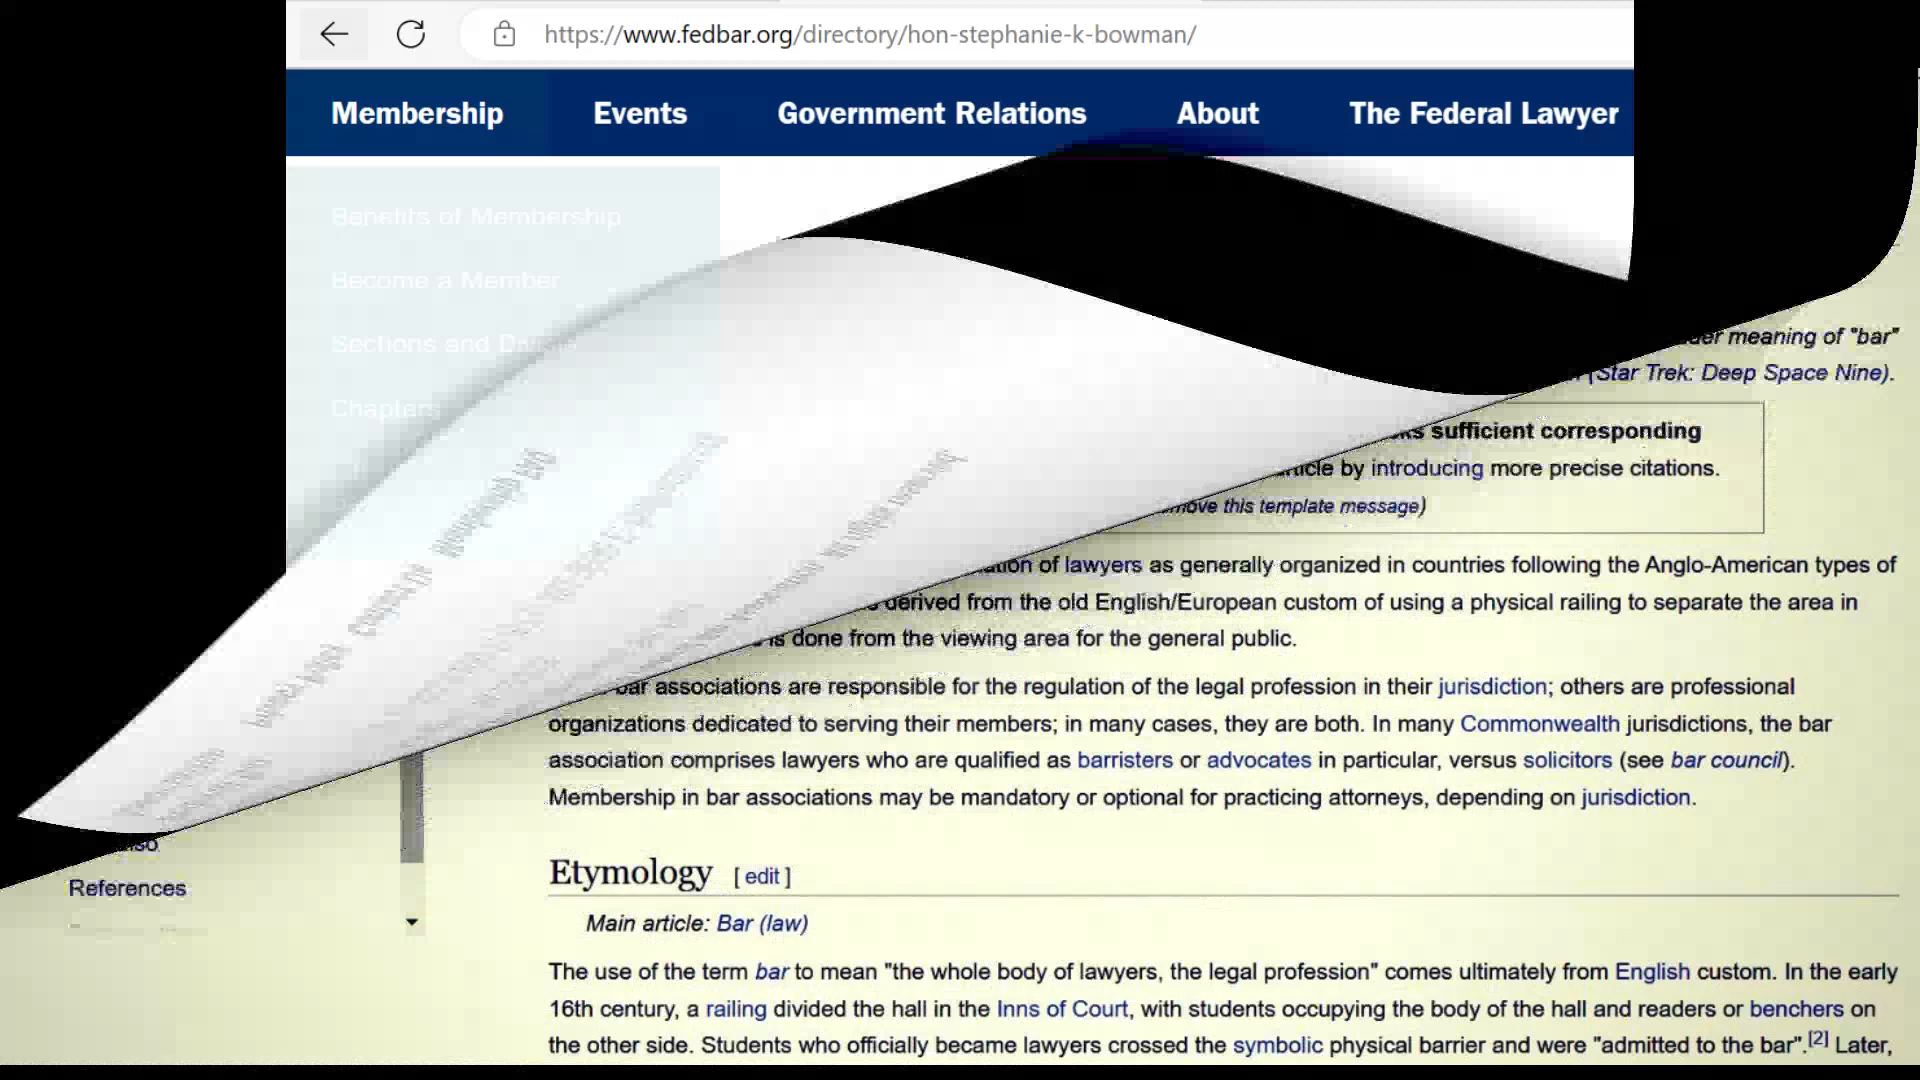 https://www.fedbar.org/directory/hon-stephanie-k-bowman/
Membership Events Government Relations About The Federal Lawyer
Benefits of Membership
Become a Member
Sections and
Chapters
meaning of "bar"
(Star Trek: Deep Space Nine).
sufficient corresponding
by introducing more precise citations.
this template message)
of lawyers as generally organized in countries following the Anglo-American types of
derived from the old English/European custom of using a physical railing to separate the area in
is done from the viewing area for the general public.
bar associations are responsible for the regulation of the legal profession in their jurisdiction; others are professional
organizations dedicated to serving their members; in many cases, they are both. In many Commonwealth jurisdictions, the bar
association comprises lawyers who are qualified as barristers or advocates in particular, versus solicitors (see bar council).
Membership in bar associations may be mandatory or optional for practicing attorneys, depending on jurisdiction.
References
Etymology [ edit ]
Main article: Bar (law)
The use of the term bar to mean "the whole body of lawyers, the legal profession" comes ultimately from English custom. In the early
16th century, a railing divided the hall in the Inns of Court, with students occupying the body of the hall and readers or benchers on
the other side. Students who officially became lawyers crossed the symbolic physical barrier and were "admitted to the bar".[2] Later,